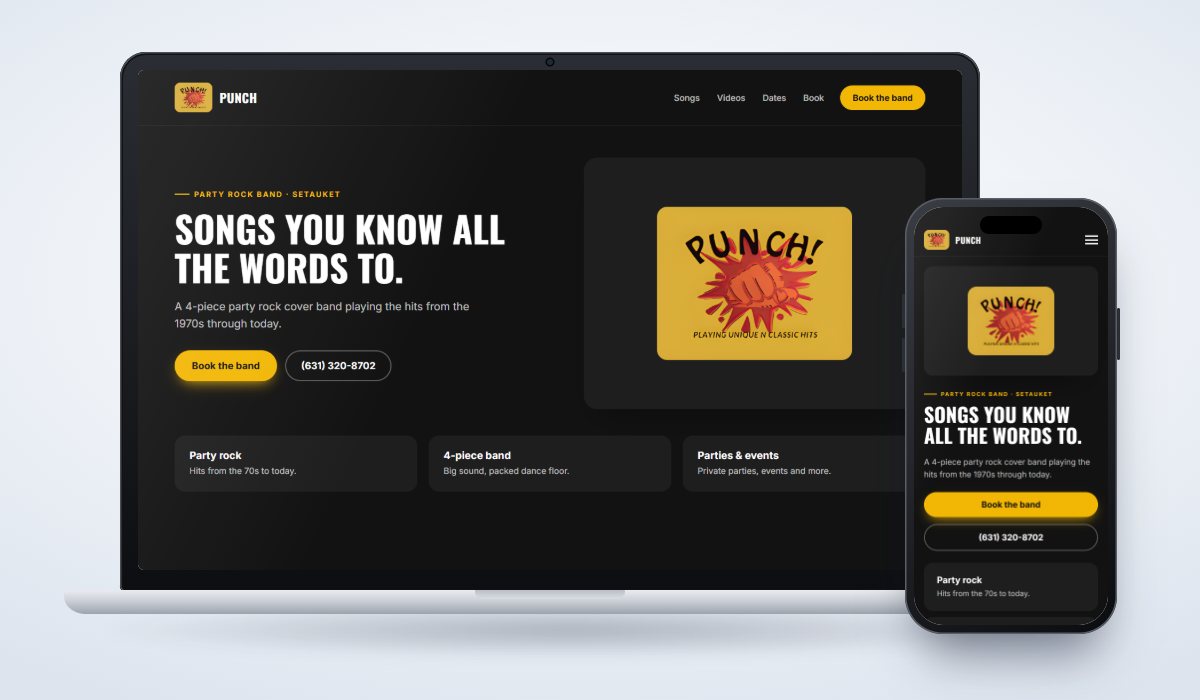 PUNCH!
PUNCH
Songs
Videos
Dates
Book
Book the band
PARTY ROCK BAND · SETAUKET
SONGS YOU KNOW ALL
THE WORDS TO.
A 4-piece party rock cover band playing the hits from the
1970s through today.
Book the band
(631) 320-8702
PUNCH!
PLAYING UNIQUE N CLASSIC HITS
Party rock
Hits from the 70s to today.
4-piece band
Big sound, packed dance floor.
Parties & events
Private parties, events and more.
PUNCH!
PUNCH
PUNCH!
PLAYING UNIQUE N CLASSIC HITS
PARTY ROCK BAND · SETAUKET
SONGS YOU KNOW
ALL THE WORDS TO.
A 4-piece party rock cover band playing the
hits from the 1970s through today.
Book the band
(631) 320-8702
Party rock
Hits from the 70s to today.